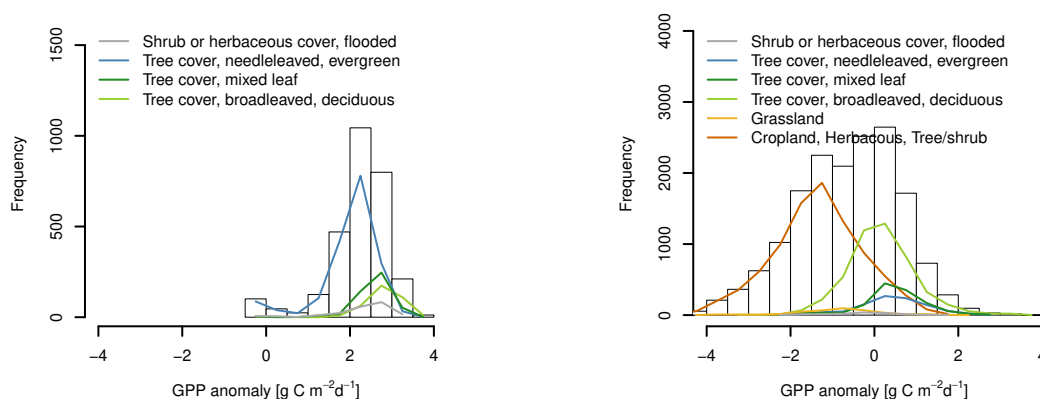 1500
1000
500
0
Frequency
Shrub or herbaceous cover, flooded
Tree cover, needleleaved, evergreen
Tree cover, mixed leaf
Tree cover, broadleaved, deciduous
−4 −2 0 2 4
GPP anomaly [g C m−2d−1]
4000
3000
2000
1000
0
Frequency
Shrub or herbaceous cover, flooded
Tree cover, needleleaved, evergreen
Tree cover, mixed leaf
Tree cover, broadleaved, deciduous
Grassland
Cropland, Herbacous, Tree/shrub
−4 −2 0 2 4
GPP anomaly [g C m−2d−1]